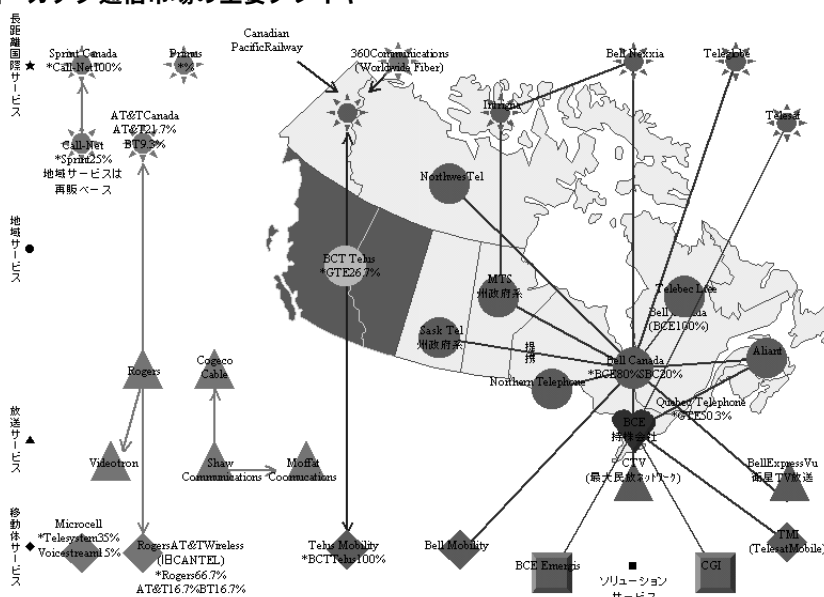 カナダ通信市場の主要プレイヤー
長距離国際サービス
★
Sprint Canada
*Call-Net100%
Primus
*%
Canadian
PacificRailway
360Communications
(Worldwide Fiber)
Bell Nexxia
Teleglobe
AT&TCanada
AT&T21.7%
BT9.3%
Call-Net
*Sprint25%
地域サービスは
再販ベース
Intrigna
Telesat
地域サービス
●
NorthwesTel
BCT Telus
*GTE26.7%
MTS
州政府系
Telebec Ltee
(BCE100%)
Sask Tel
州政府系
提携
Bell Canada
*BCE80%SBC20%
Aliant
Northern Telephone
Quebec Telephone
*GTE50.3%
BCE
持株会社
放送サービス
▲
Rogers
Cogeco
Cable
Videotron
Shaw
Communications
Moffat
Coomucations
CTV
(最大民放ネットワーク)
BellExpressVu
衛星TV放送
移動体サービス
◆
Microcell
*Telesystem35%
Voicestream15%
RogersAT&TWireless
(旧CANTEL)
*Rogers66.7%
AT&T16.7%BT16.7%
Telus Mobility
*BCTTelus100%
Bell Mobility
TMI
(TelesatMobile)
BCE Emergis
■
ソリューション
サービス
CGI